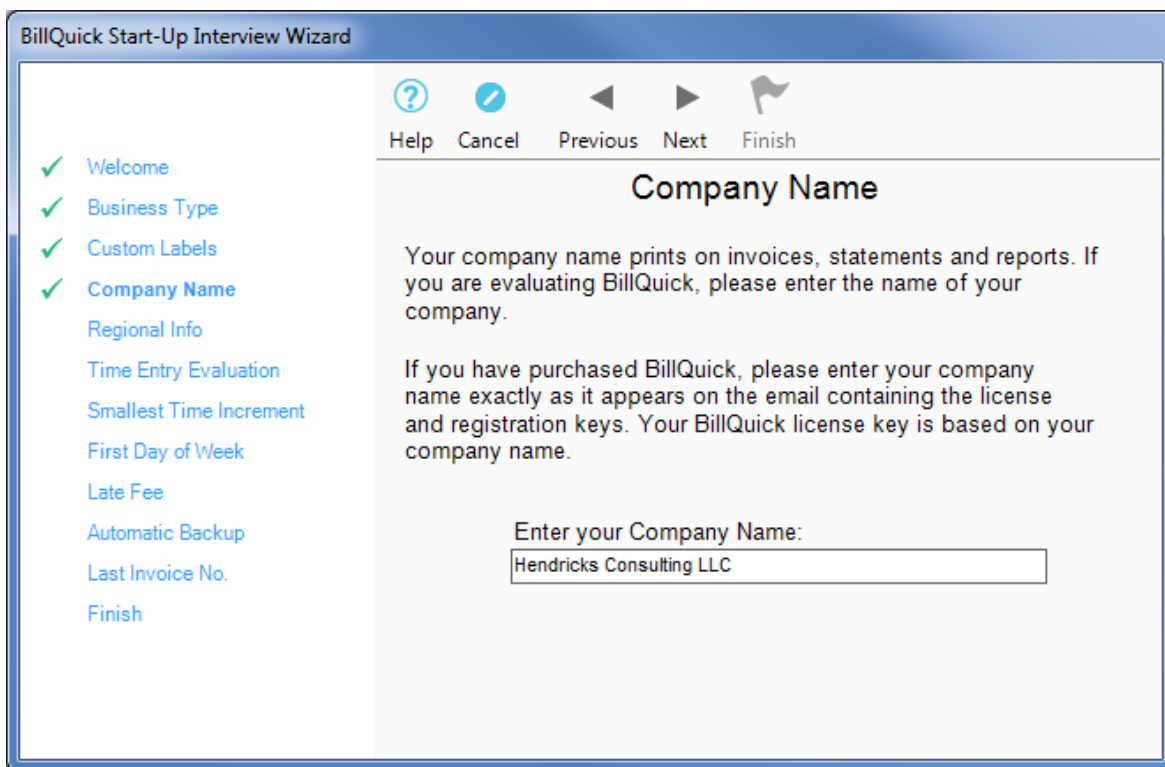 BillQuick Start-Up Interview Wizard
Help Cancel Previous Next Finish
Welcome
Business Type
Custom Labels
Company Name
Regional Info
Time Entry Evaluation
Smallest Time Increment
First Day of Week
Late Fee
Automatic Backup
Last Invoice No.
Finish
Company Name
Your company name prints on invoices, statements and reports. If
you are evaluating BillQuick, please enter the name of your
company.
If you have purchased BillQuick, please enter your company
name exactly as it appears on the email containing the license
and registration keys. Your BillQuick license key is based on your
company name.
Enter your Company Name:
Hendricks Consulting LLC